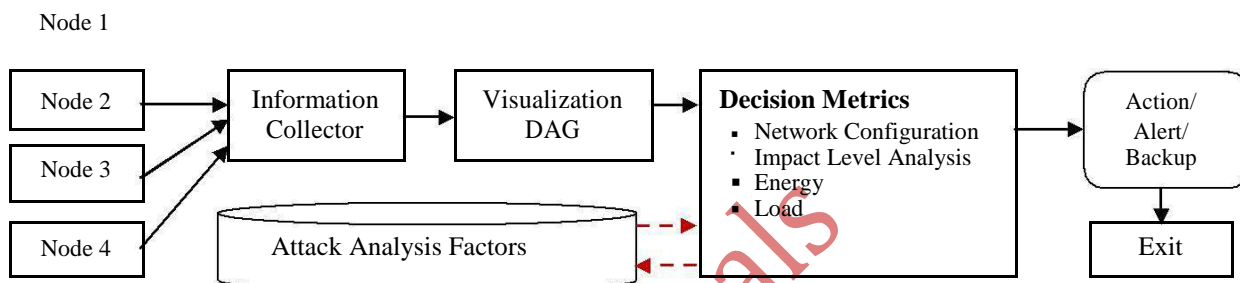 Node 1
Node 2
Node 3
Node 4
Information
Collector
Visualization
DAG
Attack Analysis Factors
Decision Metrics
Network Configuration
Impact Level Analysis
Energy
Load
Action/
Alert/
Backup
Exit
als